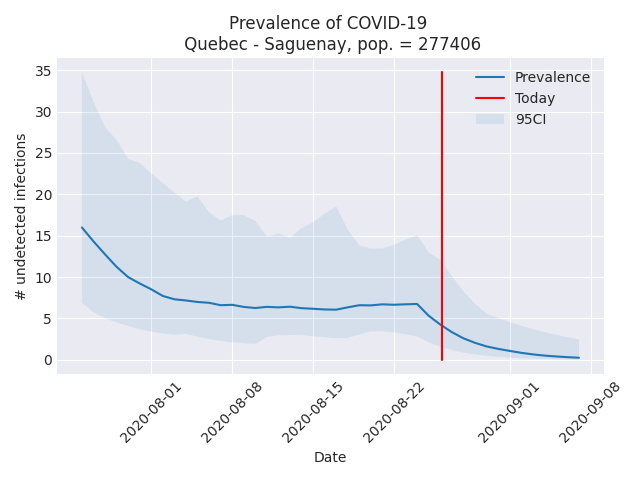 Prevalence of COVID-19
Quebec - Saguenay, pop. = 277406
35
30
25
20
15
10
5
0
# undetected infections
Prevalence
Today
95CI
2020-08-01
2020-08-08
2020-08-15
2020-08-22
2020-09-01
2020-09-08
Date